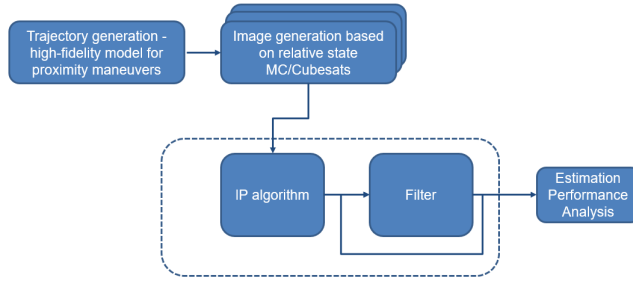 Trajectory generation -
high-fidelity model for
proximity maneuvers
Image generation based
on relative state
MC/Cubesats
IP algorithm
Filter
Estimation
Performance
Analysis